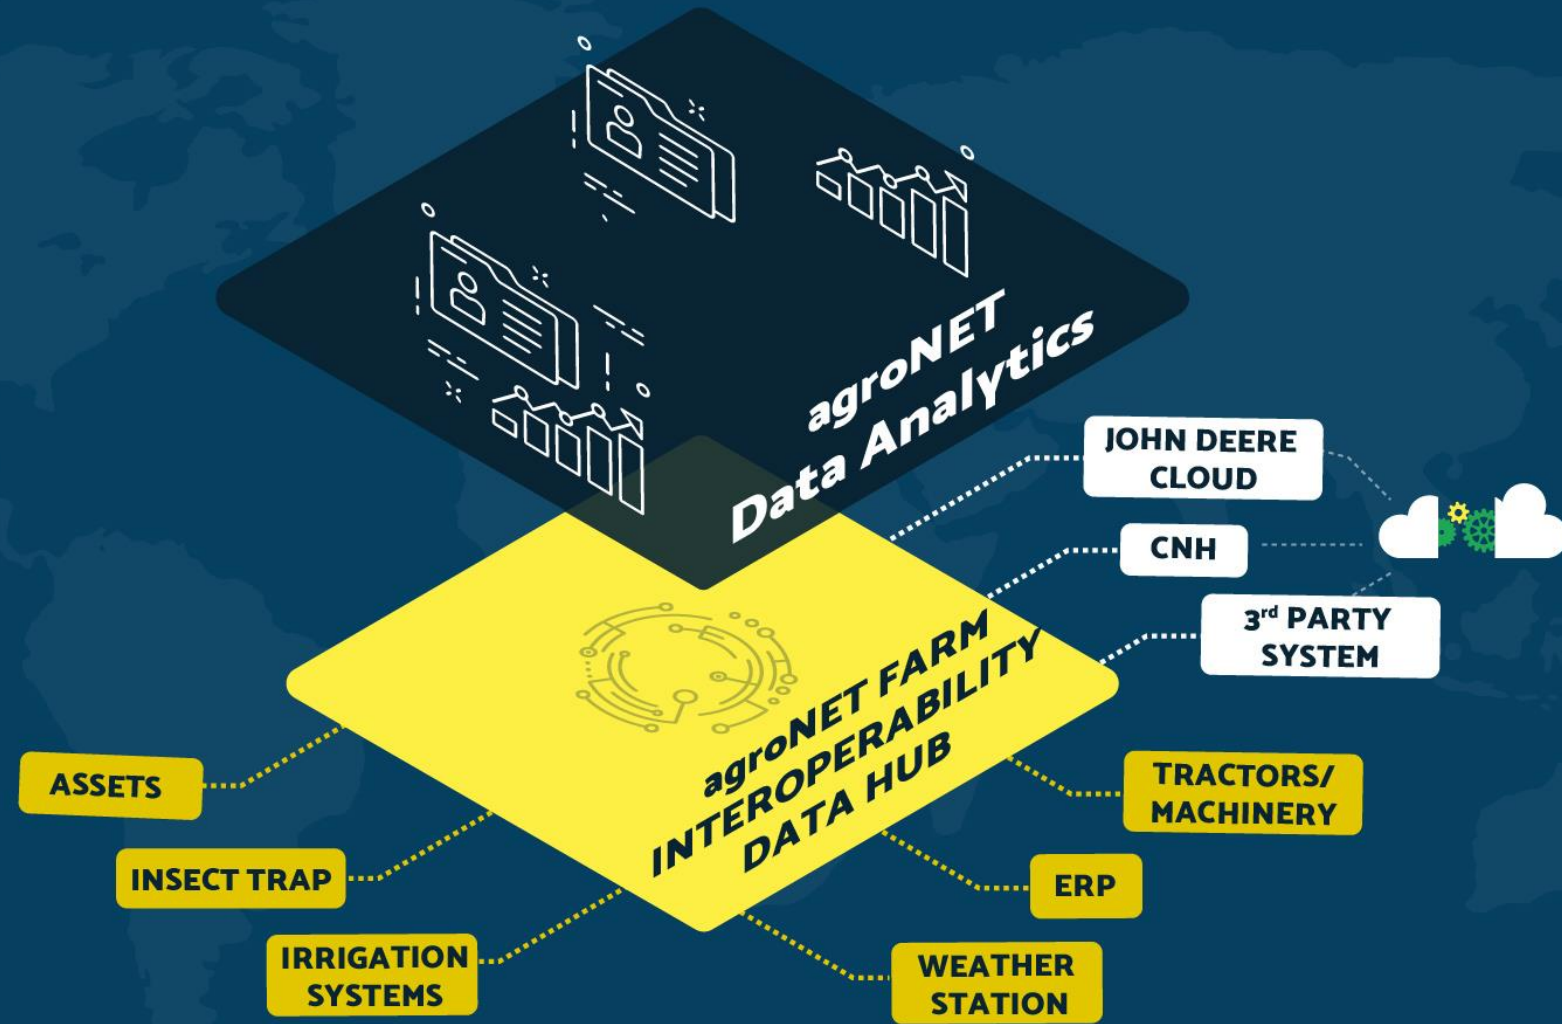 agroNET
Data Analytics
JOHN DEERE
CLOUD
CNH
3rd PARTY
SYSTEM
agroNET FARM
INTEROPERABILITY
DATA HUB
ASSETS
INSECT TRAP
IRRIGATION
SYSTEMS
TRACTORS/
MACHINERY
ERP
WEATHER
STATION